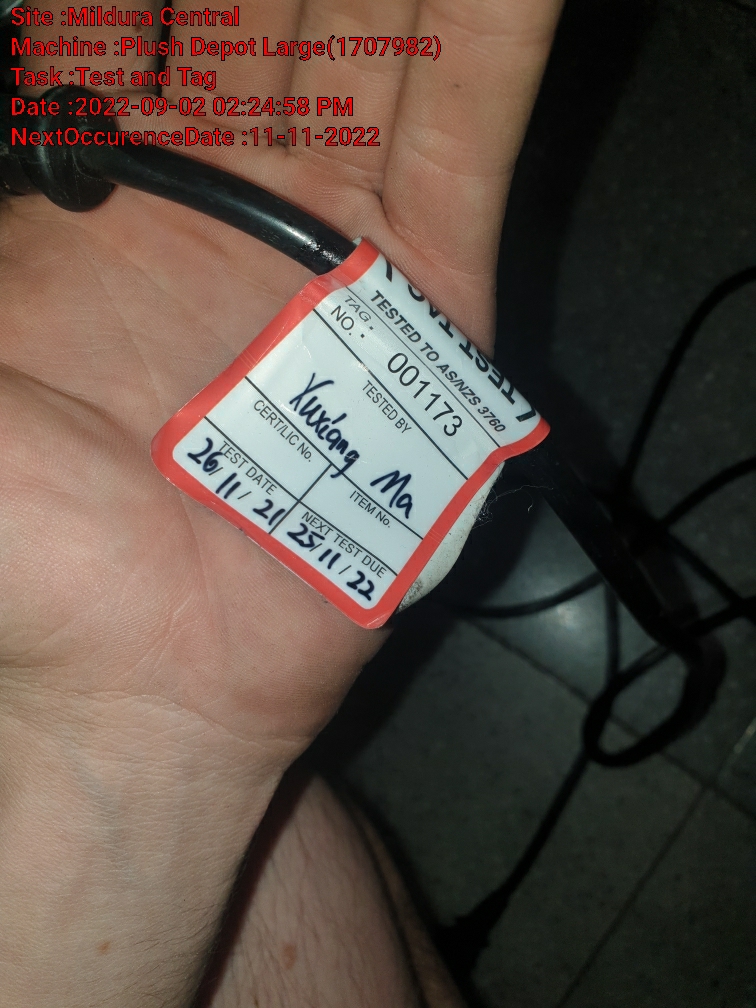 Site :Mildura Central
Machine :Plush Depot Large(1707982)
Task :Test and Tag
Date :2022-09-02 02:24:58 PM
NextOccurenceDate :11-11-2022
TESTED TO AS/NZS 3760
TAG.
NO. 001173
TESTED BY
Xuxiang Ma
CERT/LIC No. ITEM No.
TEST DATE NEXT TEST DUE
26/11/21 25/11/22